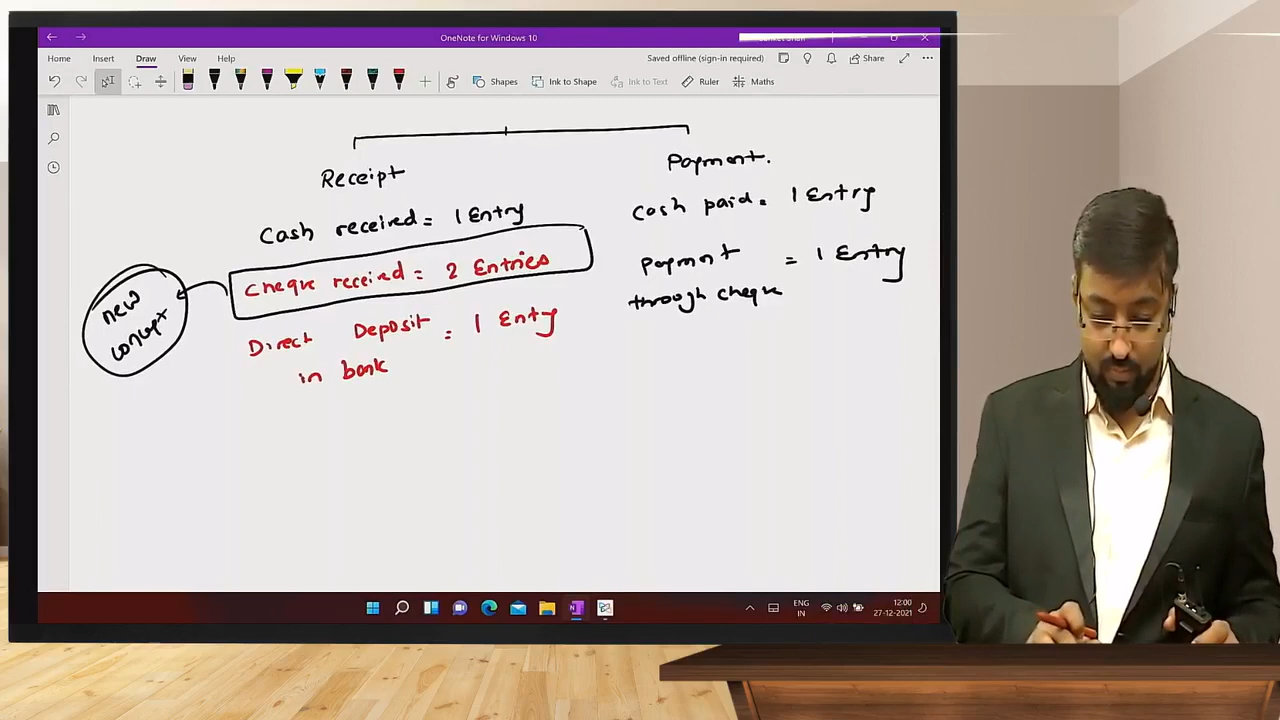 OneNote for Windows 10
Home Insert Draw View Help
Saved offline (sign-in required)
Share
Shapes
Ink to Shape
Ink to Text
Ruler
Maths
Receipt
Cash received = 1 Entry
Cheque received = 2 Entries
new
concept
Direct Deposit = 1 Entry
in bank
Payment.
Cash paid = 1 Entry
Payment = 1 Entry
through cheque
ENG
IN
12:00
27-12-2021